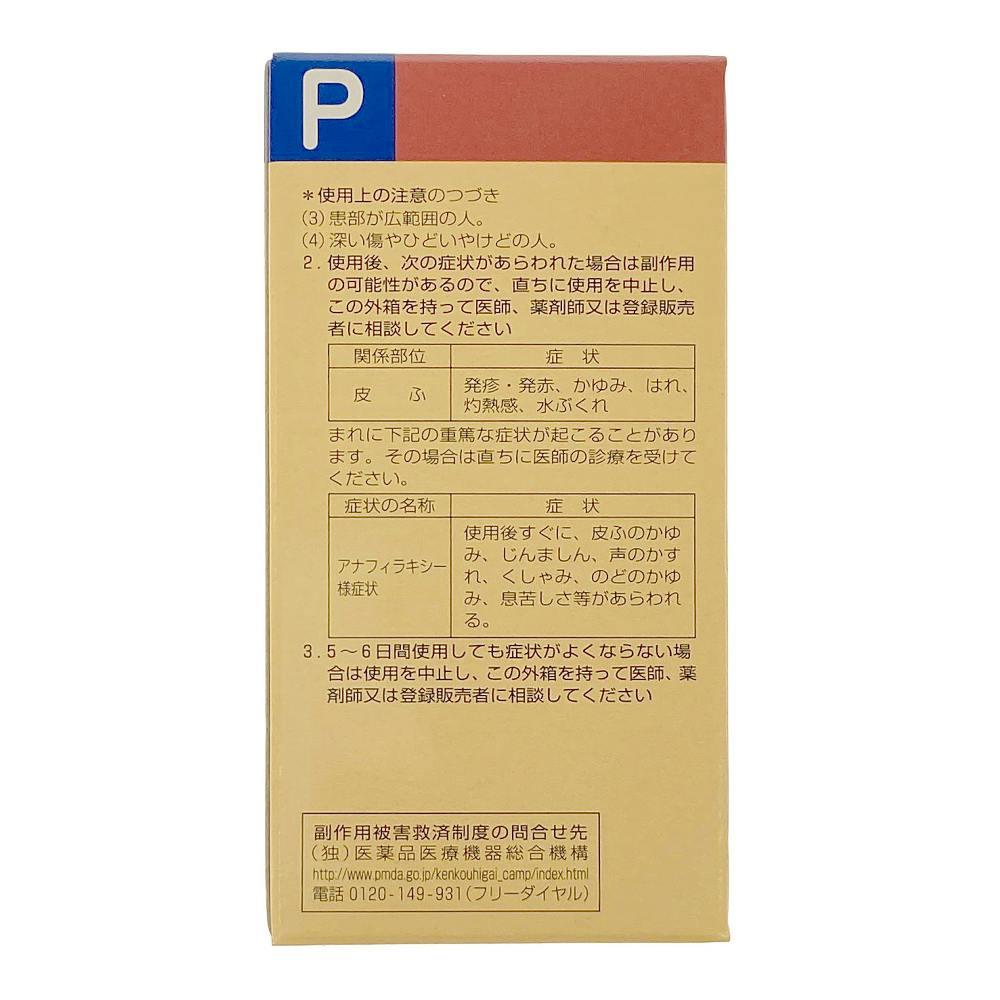 P
＊使用上の注意のつづき
(3) 患部が広範囲の人。
(4) 深い傷やひどいやけどの人。
2. 使用後、次の症状があらわれた場合は副作用
の可能性があるので、直ちに使用を中止し、
この外箱を持って医師、薬剤師又は登録販売
者に相談してください
関係部位 症 状
皮 ふ
発疹・発赤、かゆみ、はれ、
灼熱感、水ぶくれ
まれに下記の重篤な症状が起こることがあり
ます。その場合は直ちに医師の診療を受けて
ください。
症状の名称 症 状
アナフィラキシー
様症状
使用後すぐに、皮ふのかゆ
み、じんましん、声のかす
れ、くしゃみ、のどのかゆ
み、息苦しさ等があらわれ
る。
3. 5～6日間使用しても症状がよくならない場
合は使用を中止し、この外箱を持って医師、薬
剤師又は登録販売者に相談してください
副作用被害救済制度の問合せ先
(独)医薬品医療機器総合機構
http://www.pmda.go.jp/kenkouhigai_camp/index.html
電話 0120-149-931(フリーダイヤル)